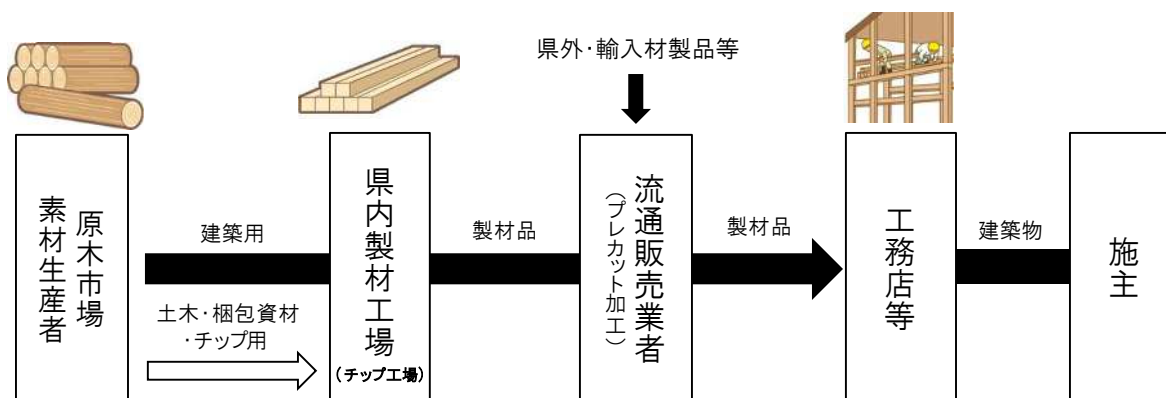 県外・輸入材製品等
原木市場
素材生産者
建築用
土木・梱包資材
・チップ用
県内製材工場
(チップ工場)
製材品
流通販売業者
(プレカット加工)
製材品
工務店等
建築物
施主